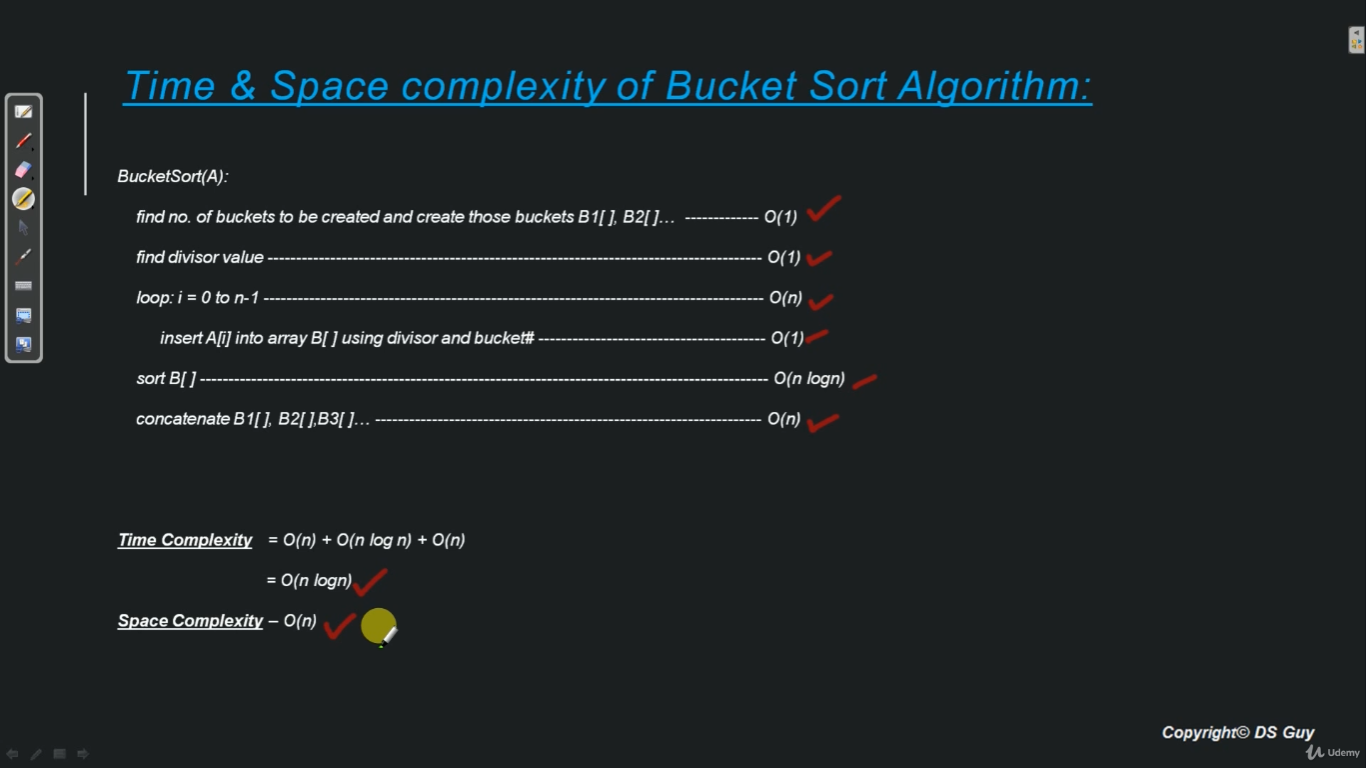 Time & Space complexity of Bucket Sort Algorithm:
BucketSort(A):
find no. of buckets to be created and create those buckets B1[ ], B2[ ]… ------------- O(1)
find divisor value --------------------------------------------------------------------------------------- O(1)
loop: i = 0 to n-1 ---------------------------------------------------------------------------------------- O(n)
insert A[i] into array B[ ] using divisor and bucket# ---------------------------------------- O(1)
sort B[ ] ---------------------------------------------------------------------------------------------------- O(n logn)
concatenate B1[ ], B2[ ],B3[ ]… -------------------------------------------------------------------- O(n)
Time Complexity = O(n) + O(n log n) + O(n)
= O(n logn)
Space Complexity – O(n)
Copyright© DS Guy
Udemy